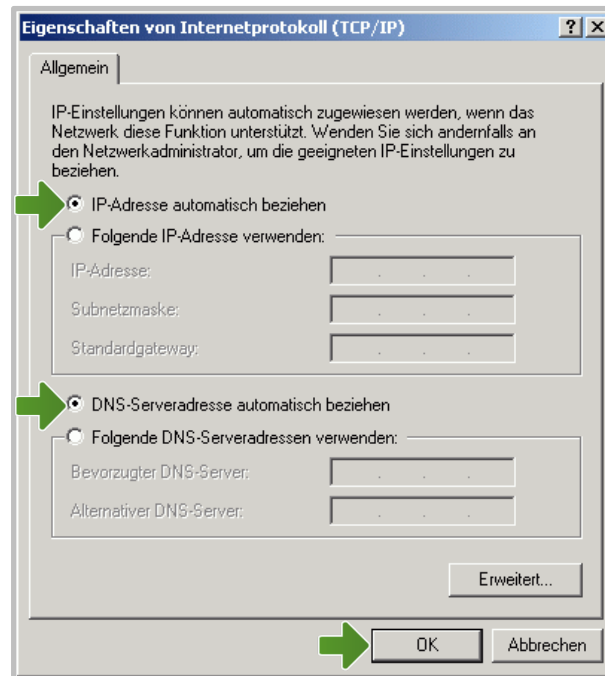 Eigenschaften von Internetprotokoll (TCP/IP)
Allgemein
IP-Einstellungen können automatisch zugewiesen werden, wenn das
Netzwerk diese Funktion unterstützt. Wenden Sie sich andernfalls an
den Netzwerkadministrator, um die geeigneten IP-Einstellungen zu
beziehen.
IP-Adresse automatisch beziehen
Folgende IP-Adresse verwenden:
IP-Adresse:
Subnetzmaske:
Standardgateway:
DNS-Serveradresse automatisch beziehen
Folgende DNS-Serveradressen verwenden:
Bevorzugter DNS-Server:
Alternativer DNS-Server:
Erweitert...
OK Abbrechen